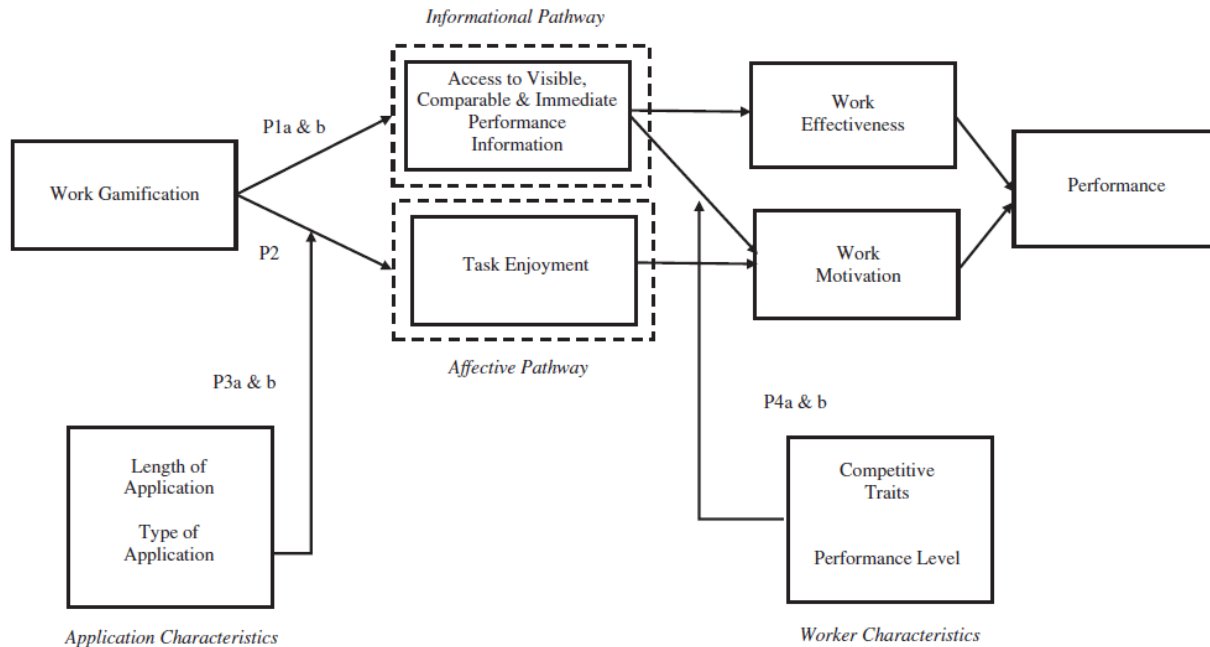 Informational Pathway
Access to Visible,
Comparable & Immediate
Performance
Information
Work
Effectiveness
P1a & b
Work Gamification
Performance
P2
Task Enjoyment
Work
Motivation
Affective Pathway
P3a & b
P4a & b
Length of
Application
Type of
Application
Competitive
Traits
Performance Level
Application Characteristics
Worker Characteristics